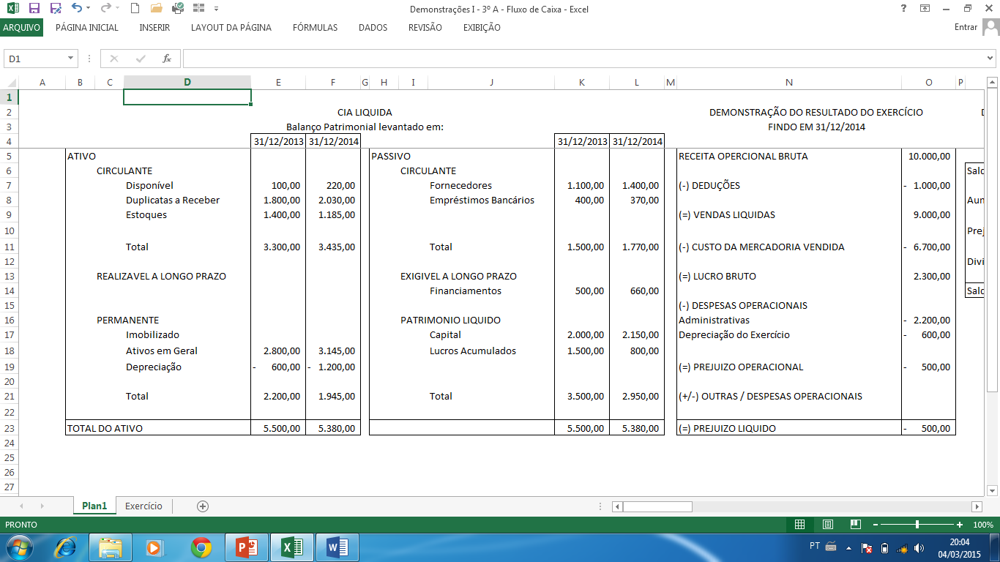 Demonstrações I - 3º A - Fluxo de Caixa - Excel
ARQUIVO PÁGINA INICIAL INSERIR LAYOUT DA PÁGINA FÓRMULAS DADOS REVISÃO EXIBIÇÃO Entrar
D1 fx
A B C D E F G H I J K L M N O P
1
2 CIA LIQUIDA DEMONSTRAÇÃO DO RESULTADO DO EXERCÍCIO
3 Balanço Patrimonial levantado em: FINDO EM 31/12/2014
4 31/12/2013 31/12/2014 31/12/2013 31/12/2014
5 ATIVO PASSIVO RECEITA OPERCIONAL BRUTA 10.000,00
6 CIRCULANTE CIRCULANTE Salc
7 Disponível 100,00 220,00 Fornecedores 1.100,00 1.400,00 (-) DEDUÇÕES - 1.000,00
8 Duplicatas a Receber 1.800,00 2.030,00 Empréstimos Bancários 400,00 370,00 Aun
9 Estoques 1.400,00 1.185,00 (=) VENDAS LIQUIDAS 9.000,00
10 Prej
11 Total 3.300,00 3.435,00 Total 1.500,00 1.770,00 (-) CUSTO DA MERCADORIA VENDIDA - 6.700,00
12 Divi
13 REALIZAVEL A LONGO PRAZO EXIGIVEL A LONGO PRAZO (=) LUCRO BRUTO 2.300,00
14 Financiamentos 500,00 660,00 Salc
15 (-) DESPESAS OPERACIONAIS
16 PERMANENTE PATRIMONIO LIQUIDO Administrativas - 2.200,00
17 Imobilizado Capital 2.000,00 2.150,00 Depreciação do Exercício - 600,00
18 Ativos em Geral 2.800,00 3.145,00 Lucros Acumulados 1.500,00 800,00
19 Depreciação - 600,00 - 1.200,00 (=) PREJUIZO OPERACIONAL - 500,00
20
21 Total 2.200,00 1.945,00 Total 3.500,00 2.950,00 (+/-) OUTRAS / DESPESAS OPERACIONAIS
22
23 TOTAL DO ATIVO 5.500,00 5.380,00 5.500,00 5.380,00 (=) PREJUIZO LIQUIDO - 500,00
24
25
26
27
Plan1 Exercício
PRONTO 100%
PT 20:04
04/03/2015